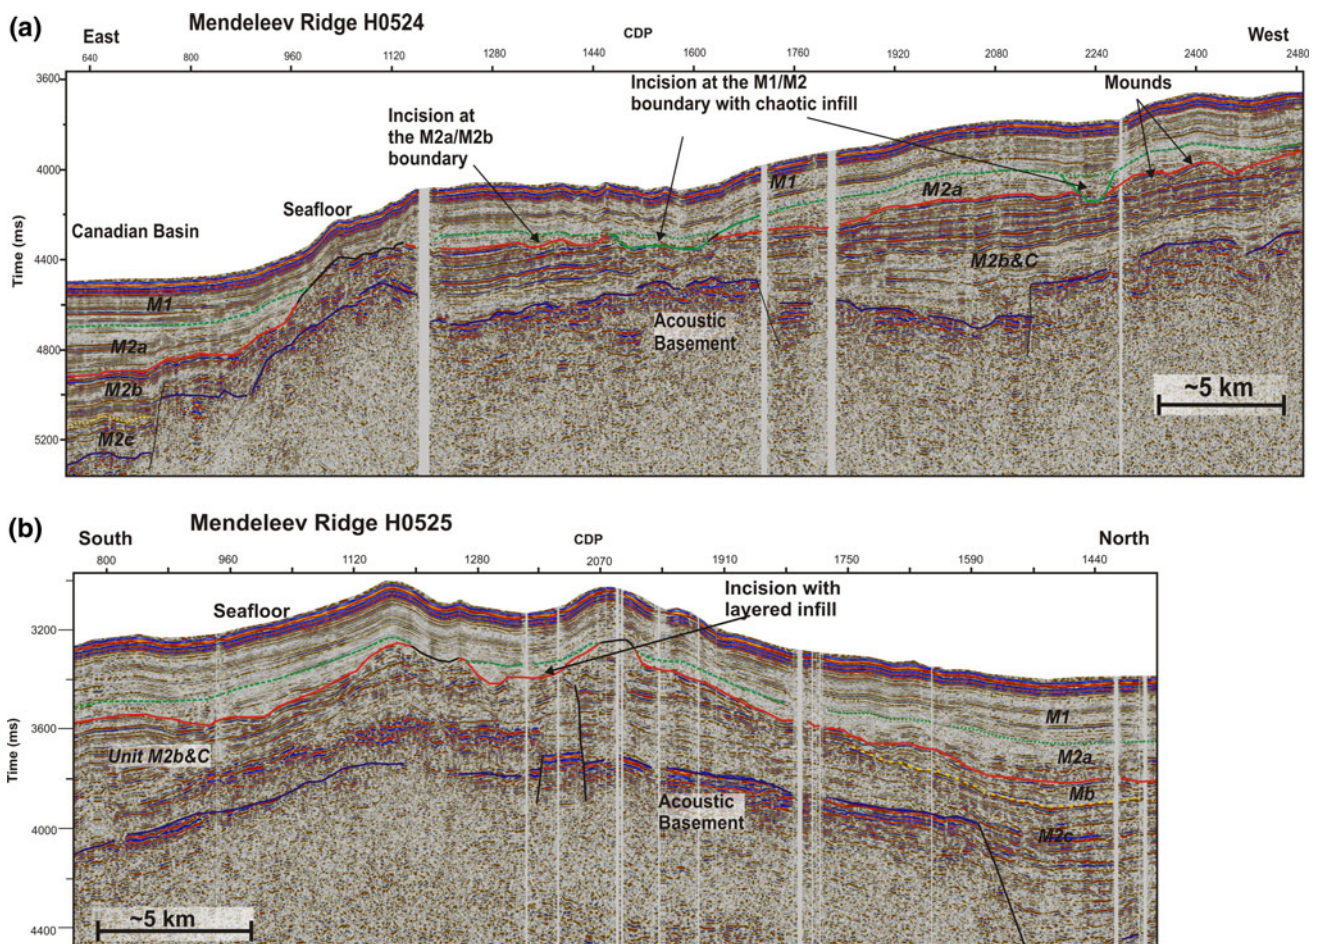 (a)
Mendeleev Ridge H0524
East
CDP
West
640 800 960 1120 1280 1440 1600 1760 1920 2080 2240 2400 2480
3600
4000
4400
4800
5200
Time (ms)
Incision at
the M2a/M2b
boundary
Incision at the M1/M2
boundary with chaotic infill
Mounds
Seafloor
Canadian Basin
M1
M2a
M2b
M2c
M1
M2a
M2b&C
Acoustic
Basement
~5 km
(b)
Mendeleev Ridge H0525
South
CDP
North
800 960 1120 1280 2070 1910 1750 1590 1440
3200
3600
4000
4400
Time (ms)
Seafloor
Incision with
layered infill
Unit M2b&C
M1
M2a
Mb
M2c
Acoustic
Basement
~5 km